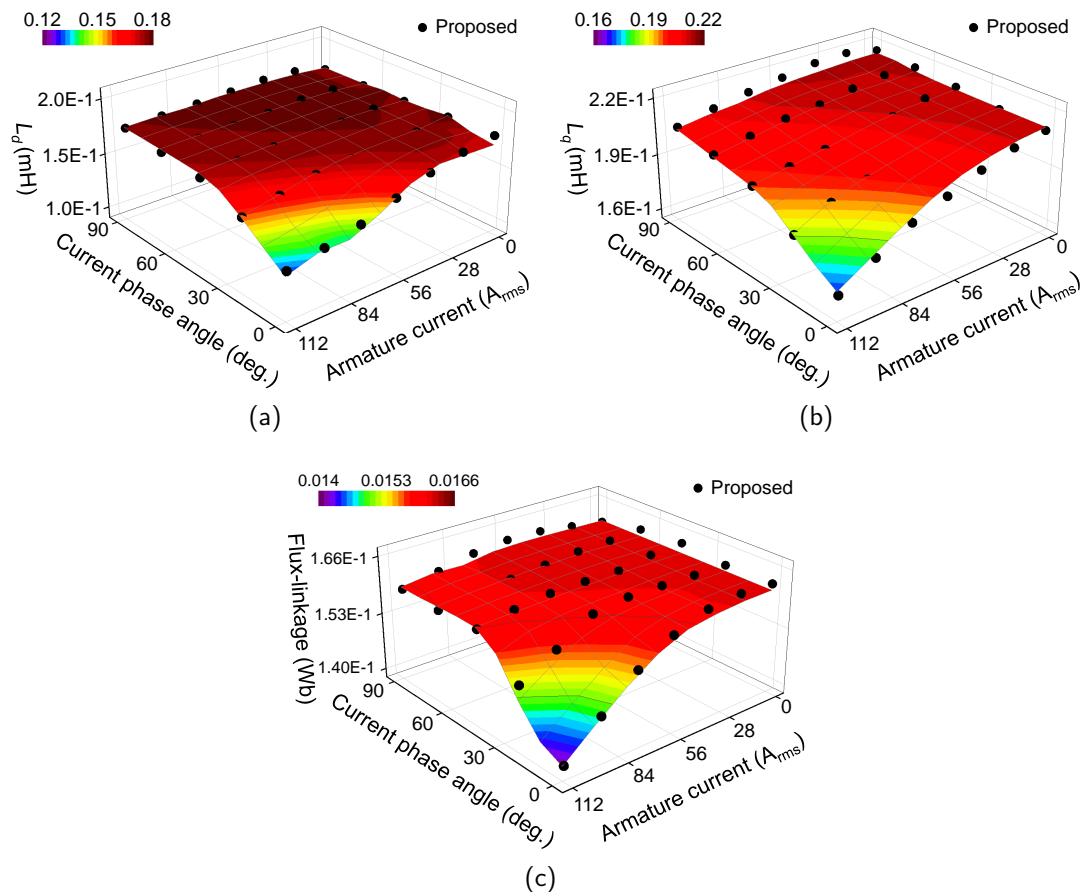 0.12 0.15 0.18
Proposed
2.0E-1
1.5E-1
1.0E-1
L_d (mH)
90
60
30
0
Current phase angle (deg.)
0
28
56
84
112
Armature current (A_rms)
(a)
0.16 0.19 0.22
Proposed
2.2E-1
1.9E-1
1.6E-1
L_q (mH)
90
60
30
0
Current phase angle (deg.)
0
28
56
84
112
Armature current (A_rms)
(b)
0.014 0.0153 0.0166
Proposed
1.66E-1
1.53E-1
1.40E-1
Flux-linkage (Wb)
90
60
30
0
Current phase angle (deg.)
0
28
56
84
112
Armature current (A_rms)
(c)